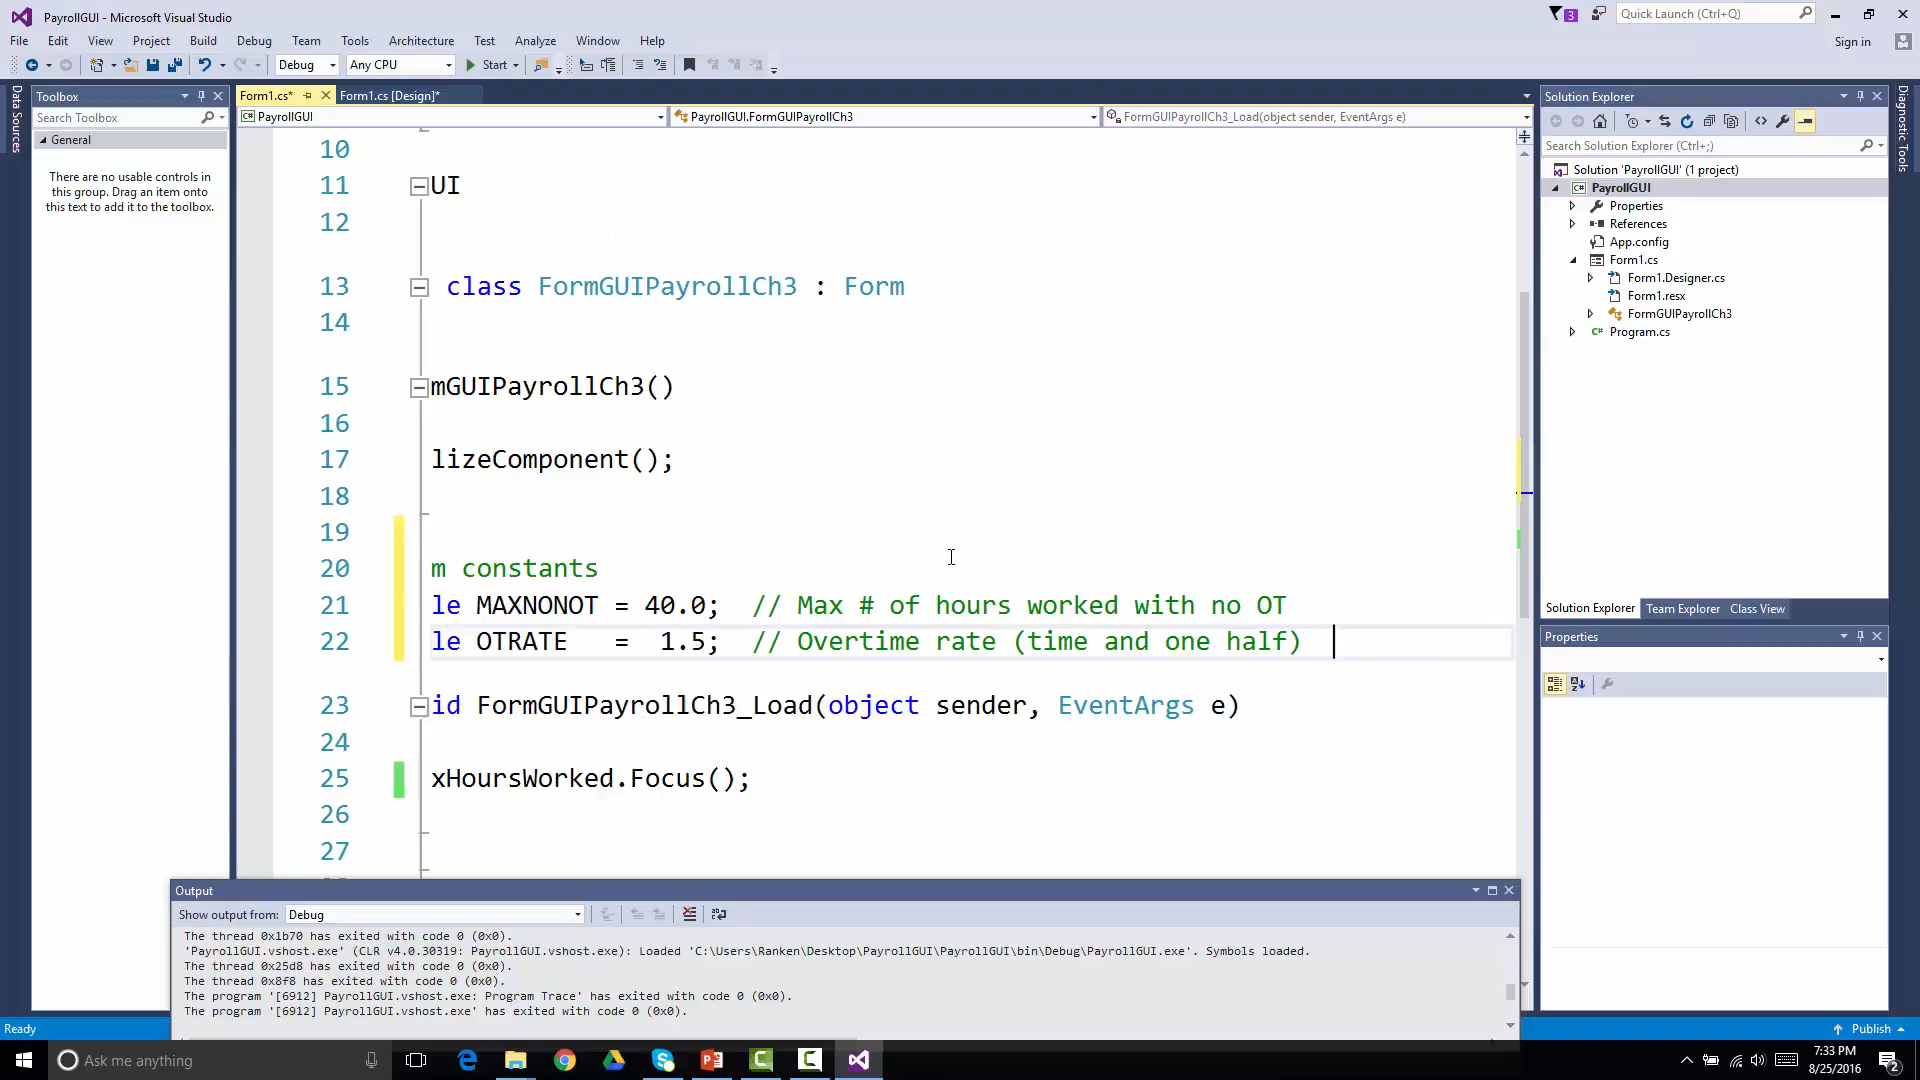 PayrollGUI - Microsoft Visual Studio
3
Quick Launch (Ctrl+Q)
File Edit View Project Build Debug Team Tools Architecture Test Analyze Window Help
Sign in
Debug Any CPU Start
Data Sources
Toolbox
Search Toolbox
General
There are no usable controls in
this group. Drag an item onto
this text to add it to the toolbox.
Form1.cs* Form1.cs [Design]*
PayrollGUI PayrollGUI.FormGUIPayrollCh3 FormGUIPayrollCh3_Load(object sender, EventArgs e)
10
11 UI
12
13 class FormGUIPayrollCh3 : Form
14
15 mGUIPayrollCh3()
16
17 lizeComponent();
18
19
20 m constants
21 le MAXNONOT = 40.0; // Max # of hours worked with no OT
22 le OTRATE = 1.5; // Overtime rate (time and one half)
23 id FormGUIPayrollCh3_Load(object sender, EventArgs e)
24
25 xHoursWorked.Focus();
26
27
Output
Show output from: Debug
The thread 0x1b70 has exited with code 0 (0x0).
'PayrollGUI.vshost.exe' (CLR v4.0.30319: PayrollGUI.vshost.exe): Loaded 'C:\Users\Ranken\Desktop\PayrollGUI\PayrollGUI\bin\Debug\PayrollGUI.exe'. Symbols loaded.
The thread 0x25d8 has exited with code 0 (0x0).
The thread 0x8f8 has exited with code 0 (0x0).
The program '[6912] PayrollGUI.vshost.exe: Program Trace' has exited with code 0 (0x0).
The program '[6912] PayrollGUI.vshost.exe' has exited with code 0 (0x0).
Solution Explorer
Search Solution Explorer (Ctrl+;)
Solution 'PayrollGUI' (1 project)
C# PayrollGUI
Properties
References
App.config
Form1.cs
Form1.Designer.cs
Form1.resx
FormGUIPayrollCh3
C# Program.cs
Solution Explorer Team Explorer Class View
Properties
Diagnostic Tools
Ready
Publish
Ask me anything
7:33 PM
8/25/2016
2